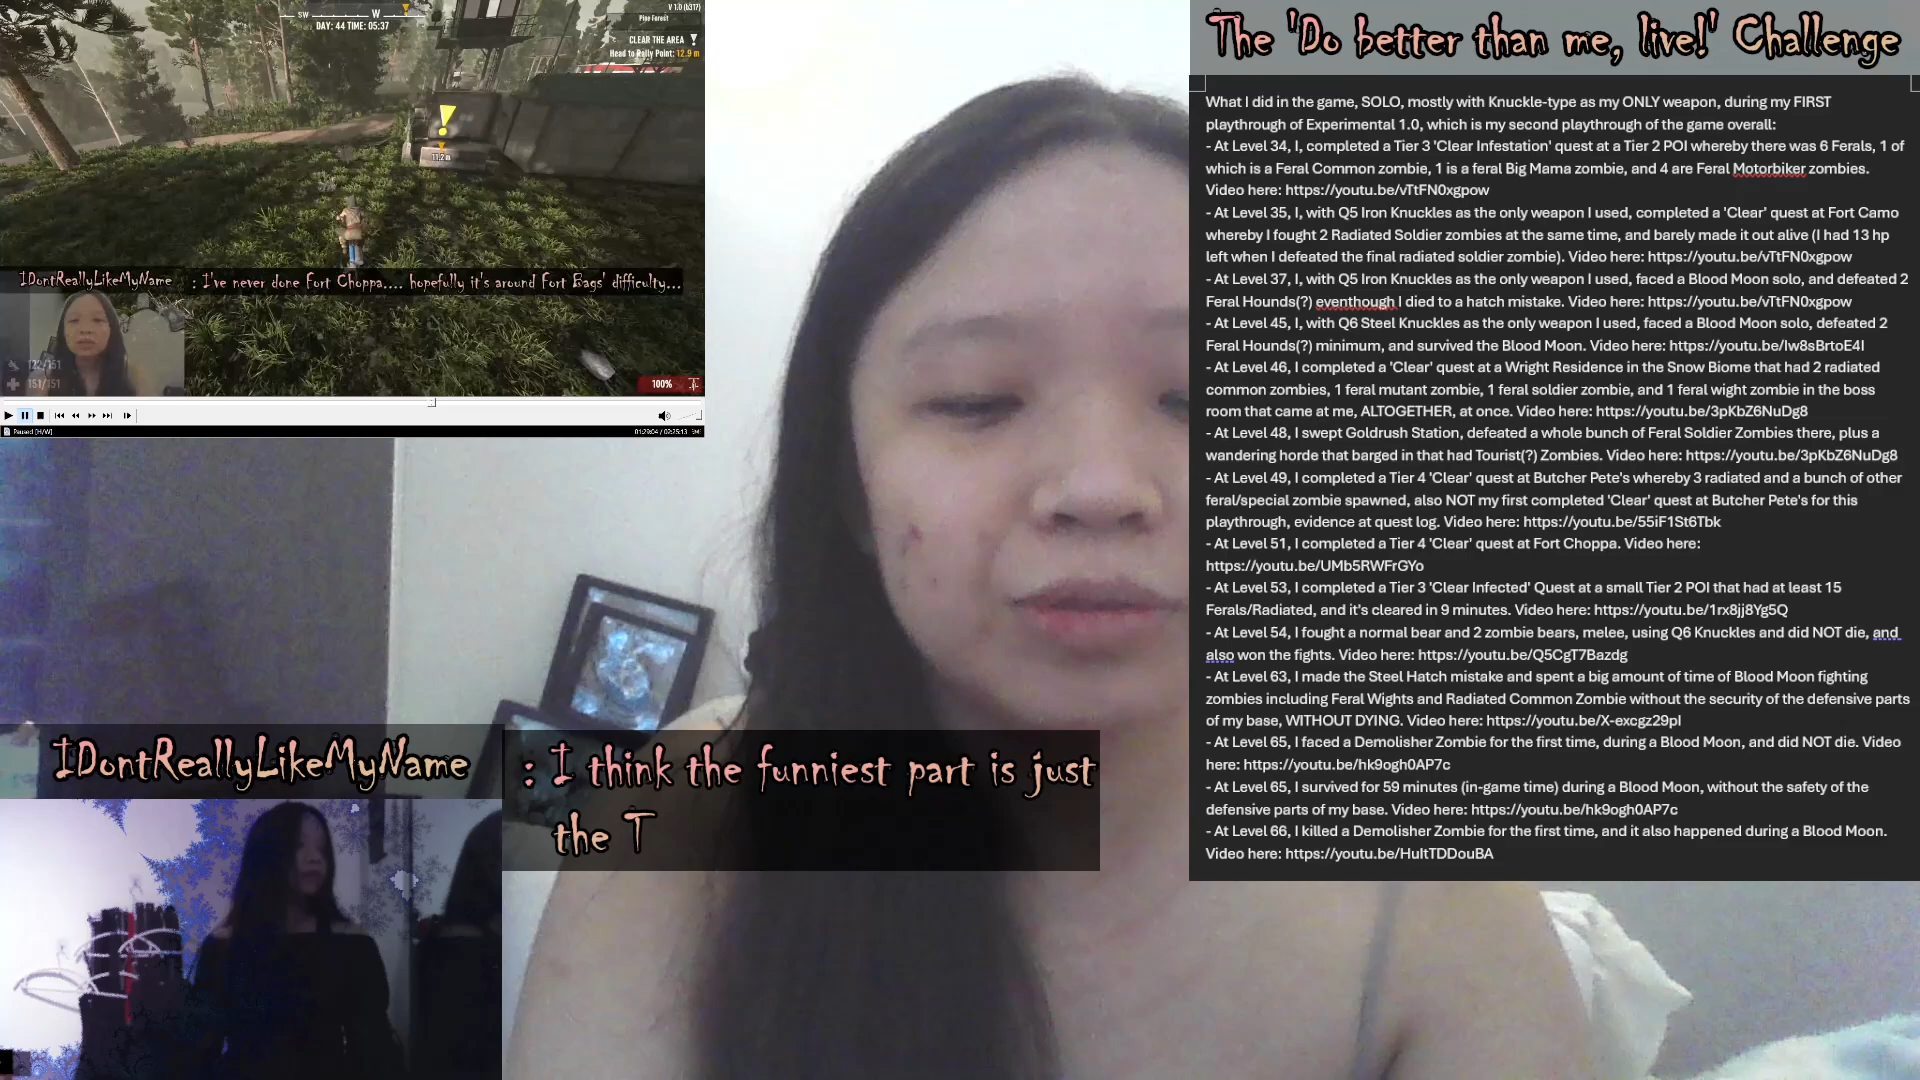 SW
W
DAY: 44 TIME: 05:37
V 1.0 (b317)
Pine Forest
CLEAR THE AREA
Head to Rally Point: 12.9 m
11.2 m
IDontReallyLikeMyName : I've never done Fort Choppa.... hopefully it's around Fort Bags' difficulty...
122/151
151/151
100%
Paused [H/W]
01:29:04 / 02:25:13
The 'Do better than me, live!' Challenge
What I did in the game, SOLO, mostly with Knuckle-type as my ONLY weapon, during my FIRST
playthrough of Experimental 1.0, which is my second playthrough of the game overall:
- At Level 34, I, completed a Tier 3 'Clear Infestation' quest at a Tier 2 POI whereby there was 6 Ferals, 1 of
which is a Feral Common zombie, 1 is a feral Big Mama zombie, and 4 are Feral Motorbiker zombies.
Video here: https://youtu.be/vTtFN0xgpow
- At Level 35, I, with Q5 Iron Knuckles as the only weapon I used, completed a 'Clear' quest at Fort Camo
whereby I fought 2 Radiated Soldier zombies at the same time, and barely made it out alive (I had 13 hp
left when I defeated the final radiated soldier zombie). Video here: https://youtu.be/vTtFN0xgpow
- At Level 37, I, with Q5 Iron Knuckles as the only weapon I used, faced a Blood Moon solo, and defeated 2
Feral Hounds(?) eventhough I died to a hatch mistake. Video here: https://youtu.be/vTtFN0xgpow
- At Level 45, I, with Q6 Steel Knuckles as the only weapon I used, faced a Blood Moon solo, defeated 2
Feral Hounds(?) minimum, and survived the Blood Moon. Video here: https://youtu.be/Iw8sBrtoE4I
- At Level 46, I completed a 'Clear' quest at a Wright Residence in the Snow Biome that had 2 radiated
common zombies, 1 feral mutant zombie, 1 feral soldier zombie, and 1 feral wight zombie in the boss
room that came at me, ALTOGETHER, at once. Video here: https://youtu.be/3pKbZ6NuDg8
- At Level 48, I swept Goldrush Station, defeated a whole bunch of Feral Soldier Zombies there, plus a
wandering horde that barged in that had Tourist(?) Zombies. Video here: https://youtu.be/3pKbZ6NuDg8
- At Level 49, I completed a Tier 4 'Clear' quest at Butcher Pete's whereby 3 radiated and a bunch of other
feral/special zombie spawned, also NOT my first completed 'Clear' quest at Butcher Pete's for this
playthrough, evidence at quest log. Video here: https://youtu.be/55iF1St6Tbk
- At Level 51, I completed a Tier 4 'Clear' quest at Fort Choppa. Video here:
https://youtu.be/UMb5RWFrGYo
- At Level 53, I completed a Tier 3 'Clear Infected' Quest at a small Tier 2 POI that had at least 15
Ferals/Radiated, and it's cleared in 9 minutes. Video here: https://youtu.be/1rx8jj8Yg5Q
- At Level 54, I fought a normal bear and 2 zombie bears, melee, using Q6 Knuckles and did NOT die, and
also won the fights. Video here: https://youtu.be/Q5CgT7Bazdg
- At Level 63, I made the Steel Hatch mistake and spent a big amount of time of Blood Moon fighting
zombies including Feral Wights and Radiated Common Zombie without the security of the defensive parts
of my base, WITHOUT DYING. Video here: https://youtu.be/X-excgz29pI
- At Level 65, I faced a Demolisher Zombie for the first time, during a Blood Moon, and did NOT die. Video
here: https://youtu.be/hk9ogh0AP7c
- At Level 65, I survived for 59 minutes (in-game time) during a Blood Moon, without the safety of the
defensive parts of my base. Video here: https://youtu.be/hk9ogh0AP7c
- At Level 66, I killed a Demolisher Zombie for the first time, and it also happened during a Blood Moon.
Video here: https://youtu.be/HuItTDDouBA
IDontReallyLikeMyName : I think the funniest part is just
the T